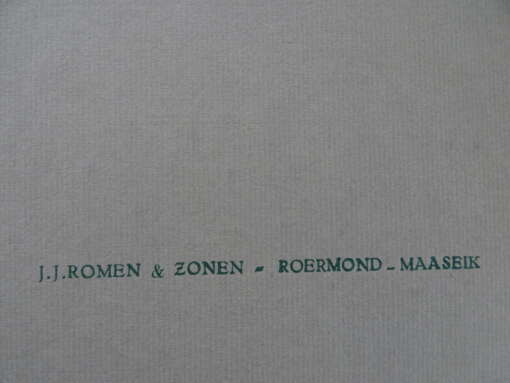 J.J.ROMEN & ZONEN - ROERMOND - MAASEIK